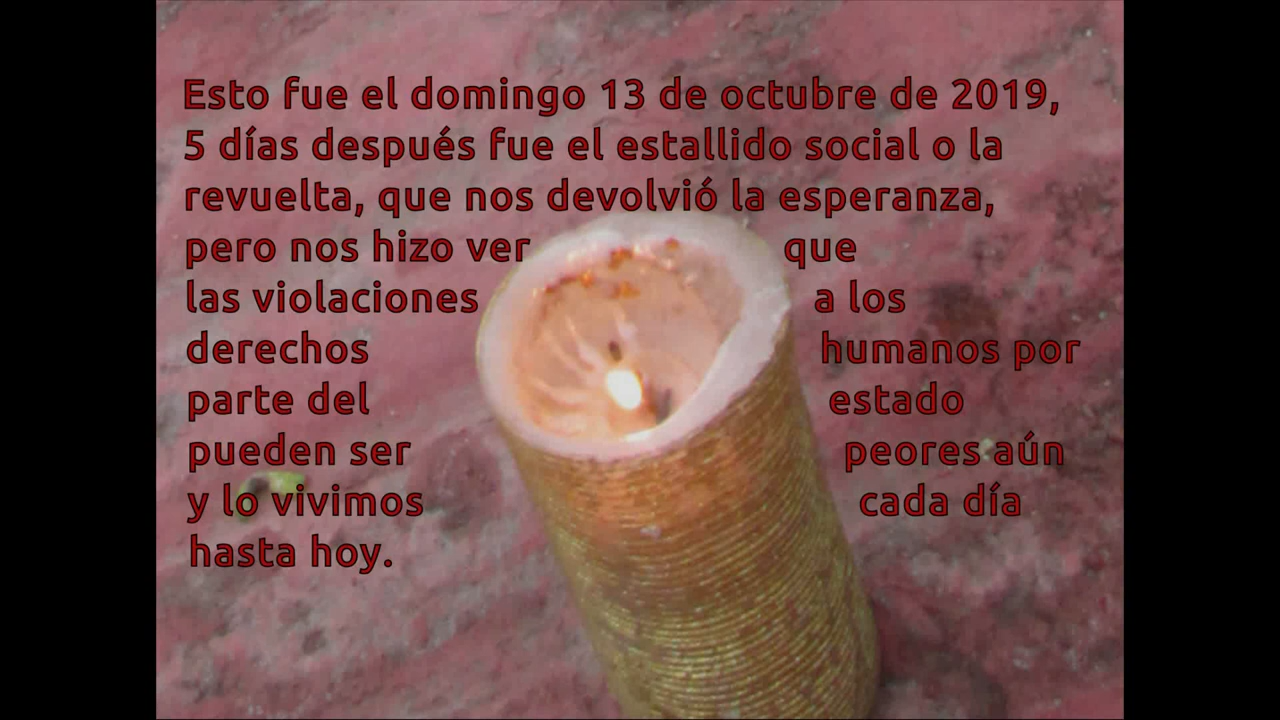 Esto fue el domingo 13 de octubre de 2019,
5 días después fue el estallido social o la
revuelta, que nos devolvió la esperanza,
pero nos hizo ver que
las violaciones a los
derechos humanos por
parte del estado
pueden ser peores aún
y lo vivimos cada día
hasta hoy.